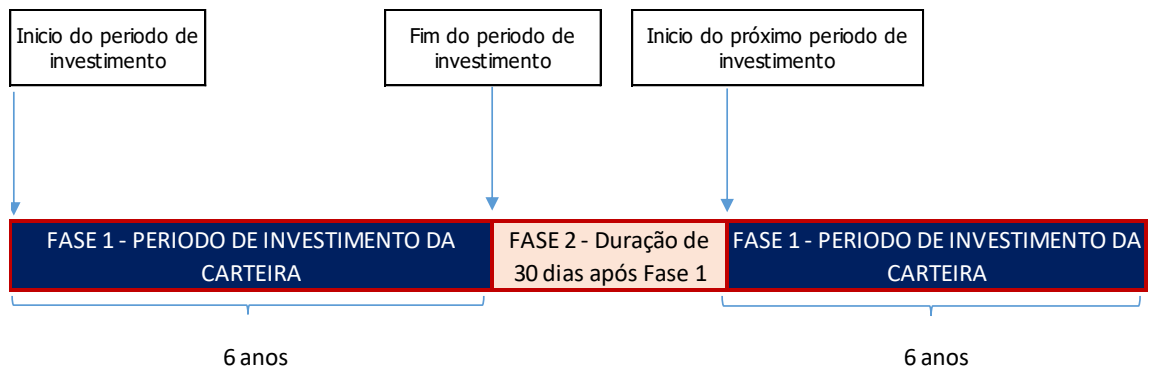 Inicio do periodo de
investimento
Fim do periodo de
investimento
Inicio do próximo periodo de
investimento
FASE 1 - PERIODO DE INVESTIMENTO DA
CARTEIRA
FASE 2 - Duração de
30 dias após Fase 1
FASE 1 - PERIODO DE INVESTIMENTO DA
CARTEIRA
6 anos
6 anos